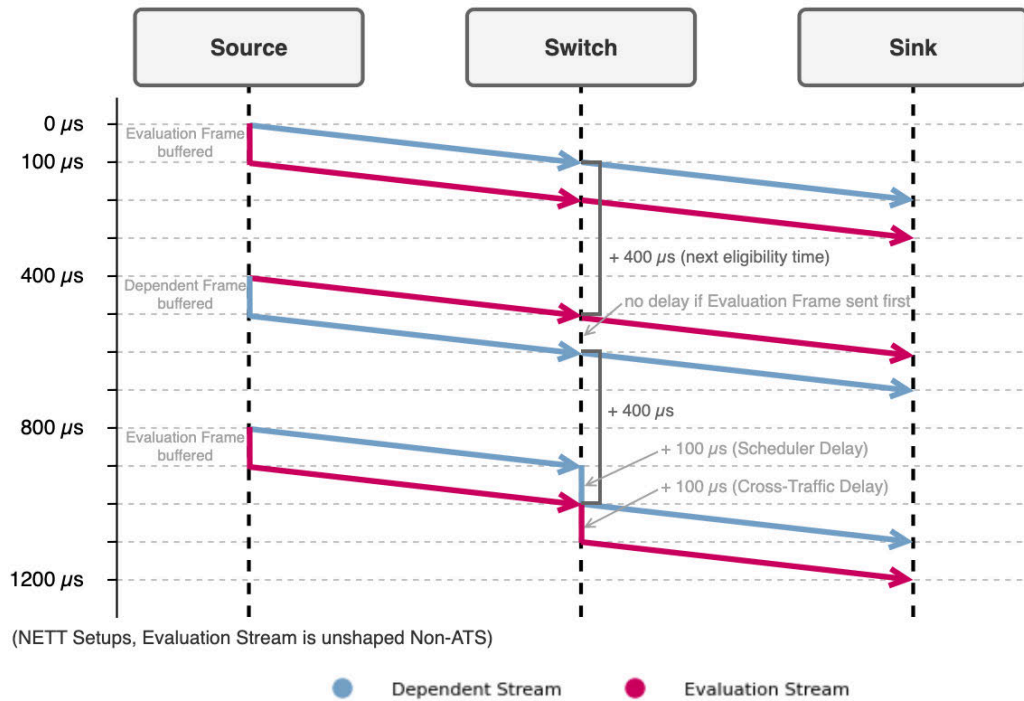 Source
Switch
Sink
0 µs
Evaluation Frame
buffered
100 µs
+ 400 µs (next eligibility time)
400 µs
Dependent Frame
buffered
no delay if Evaluation Frame sent first
+ 400 µs
800 µs
Evaluation Frame
buffered
+ 100 µs (Scheduler Delay)
+ 100 µs (Cross-Traffic Delay)
1200 µs
(NETT Setups, Evaluation Stream is unshaped Non-ATS)
Dependent Stream
Evaluation Stream